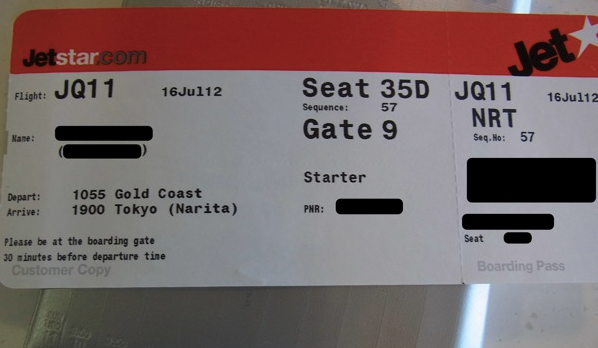 Jetstar.com
Jet
Flight: JQ11 16Jul12
Name:
( )
Depart: 1055 Gold Coast
Arrive: 1900 Tokyo (Narita)
Please be at the boarding gate
30 minutes before departure time
Customer Copy
Seat 35D
Sequence: 57
Gate 9
Starter
PNR:
JQ11 16Jul12
NRT
Seq.No: 57
Seat
Boarding Pass